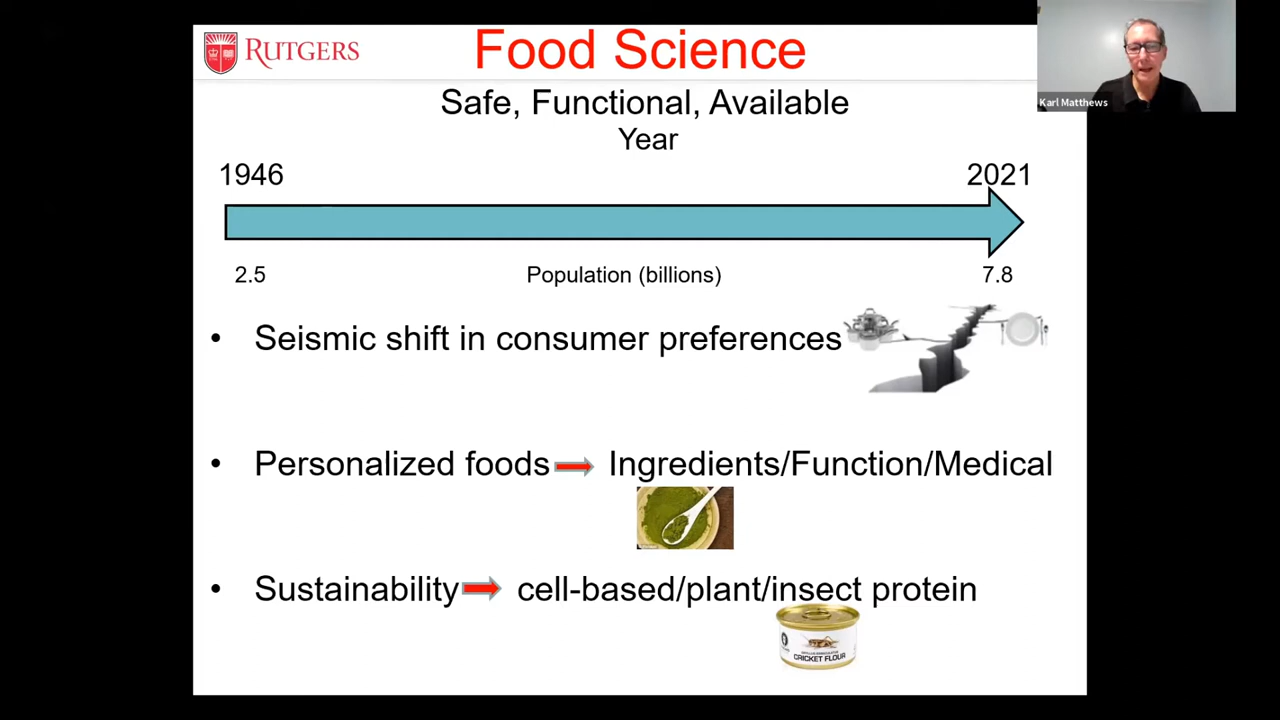 RUTGERS
Food Science
Karl Matthews
Safe, Functional, Available
Year
1946
2021
2.5
Population (billions)
7.8
• Seismic shift in consumer preferences
• Personalized foods Ingredients/Function/Medical
• Sustainability cell-based/plant/insect protein
CRICKET FLOUR